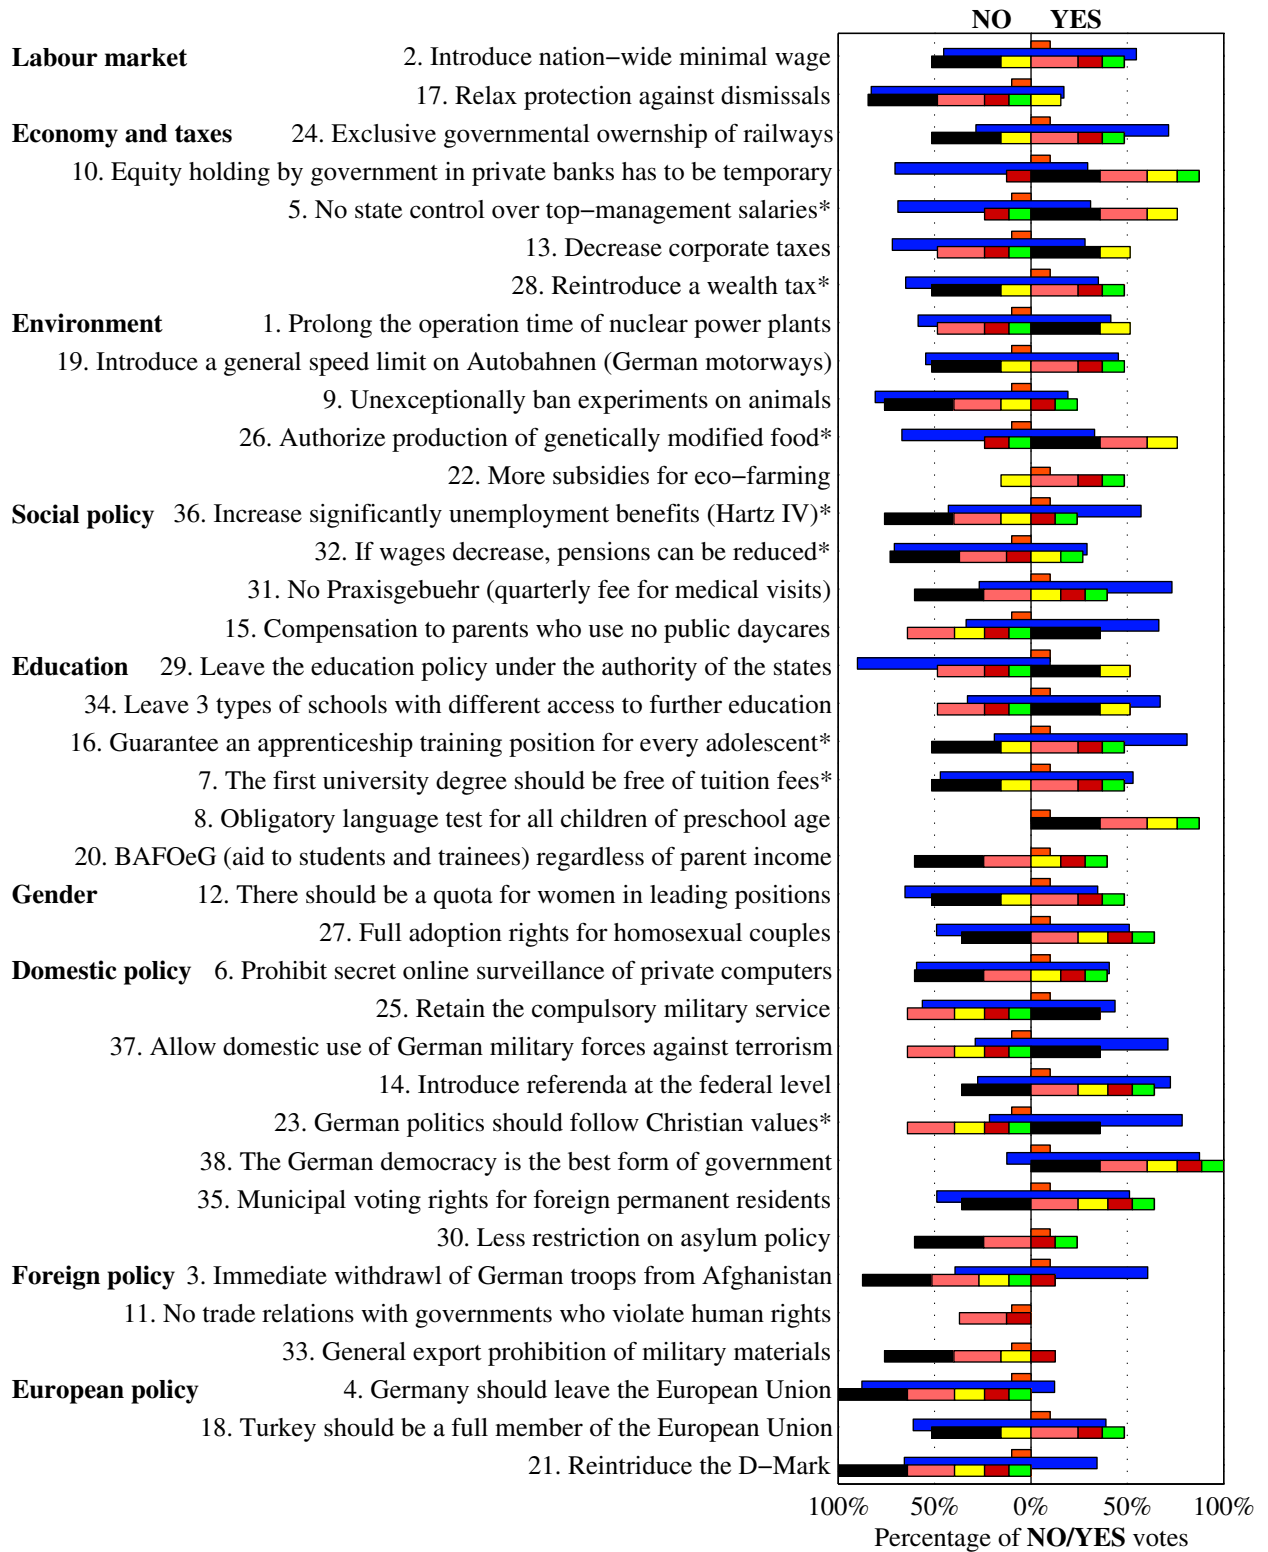 NO YES
Labour market 2. Introduce nation−wide minimal wage
17. Relax protection against dismissals
Economy and taxes 24. Exclusive governmental owernship of railways
10. Equity holding by government in private banks has to be temporary
5. No state control over top−management salaries*
13. Decrease corporate taxes
28. Reintroduce a wealth tax*
Environment 1. Prolong the operation time of nuclear power plants
19. Introduce a general speed limit on Autobahnen (German motorways)
9. Unexceptionally ban experiments on animals
26. Authorize production of genetically modified food*
22. More subsidies for eco−farming
Social policy 36. Increase significantly unemployment benefits (Hartz IV)*
32. If wages decrease, pensions can be reduced*
31. No Praxisgebuehr (quarterly fee for medical visits)
15. Compensation to parents who use no public daycares
Education 29. Leave the education policy under the authority of the states
34. Leave 3 types of schools with different access to further education
16. Guarantee an apprenticeship training position for every adolescent*
7. The first university degree should be free of tuition fees*
8. Obligatory language test for all children of preschool age
20. BAFOeG (aid to students and trainees) regardless of parent income
Gender 12. There should be a quota for women in leading positions
27. Full adoption rights for homosexual couples
Domestic policy 6. Prohibit secret online surveillance of private computers
25. Retain the compulsory military service
37. Allow domestic use of German military forces against terrorism
14. Introduce referenda at the federal level
23. German politics should follow Christian values*
38. The German democracy is the best form of government
35. Municipal voting rights for foreign permanent residents
30. Less restriction on asylum policy
Foreign policy 3. Immediate withdrawl of German troops from Afghanistan
11. No trade relations with governments who violate human rights
33. General export prohibition of military materials
European policy 4. Germany should leave the European Union
18. Turkey should be a full member of the European Union
21. Reintriduce the D−Mark
100% 50% 0% 50% 100%
Percentage of NO/YES votes